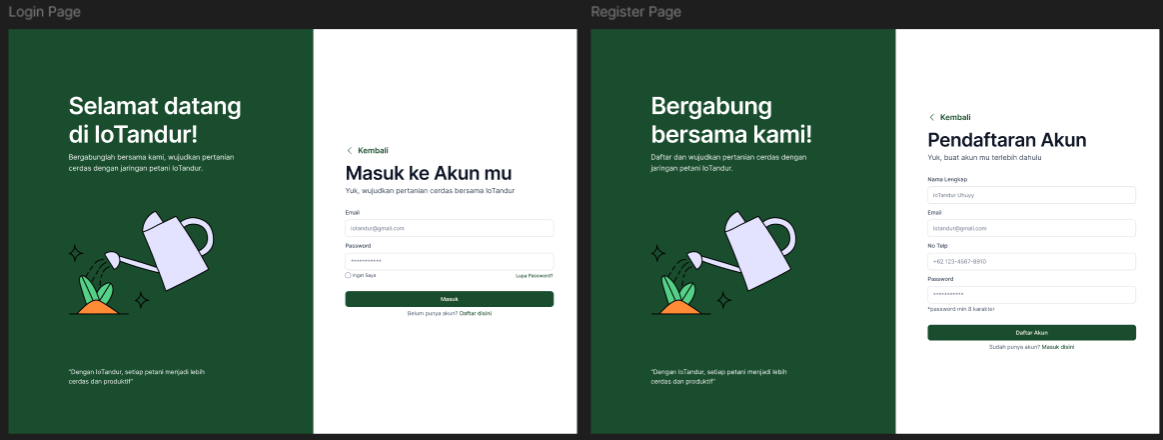 Login Page
Selamat datang
di IoTandur!
Bergabunglah bersama kami, wujudkan pertanian
cerdas dengan jaringan petani IoTandur.
"Dengan IoTandur, setiap petani menjadi lebih
cerdas dan produktif"
Kembali
Masuk ke Akun mu
Yuk, wujudkan pertanian cerdas bersama IoTandur
Email
iotandur@gmail.com
Password
***********
Ingat Saya
Lupa Password?
Masuk
Belum punya akun? Daftar disini
Register Page
Bergabung
bersama kami!
Daftar dan wujudkan pertanian cerdas dengan
jaringan petani IoTandur.
"Dengan IoTandur, setiap petani menjadi lebih
cerdas dan produktif"
Kembali
Pendaftaran Akun
Yuk, buat akun mu terlebih dahulu
Nama Lengkap
IoTandur Uhuyy
Email
iotandur@gmail.com
No Telp
+62 123-4567-8910
Password
***********
*password min 8 karakter
Daftar Akun
Sudah punya akun? Masuk disini